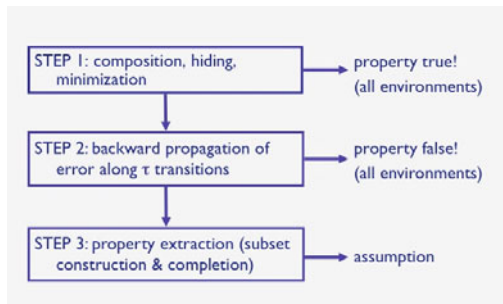 STEP 1: composition, hiding,
minimization
property true!
(all environments)
STEP 2: backward propagation of
error along τ transitions
property false!
(all environments)
STEP 3: property extraction (subset
construction & completion)
assumption